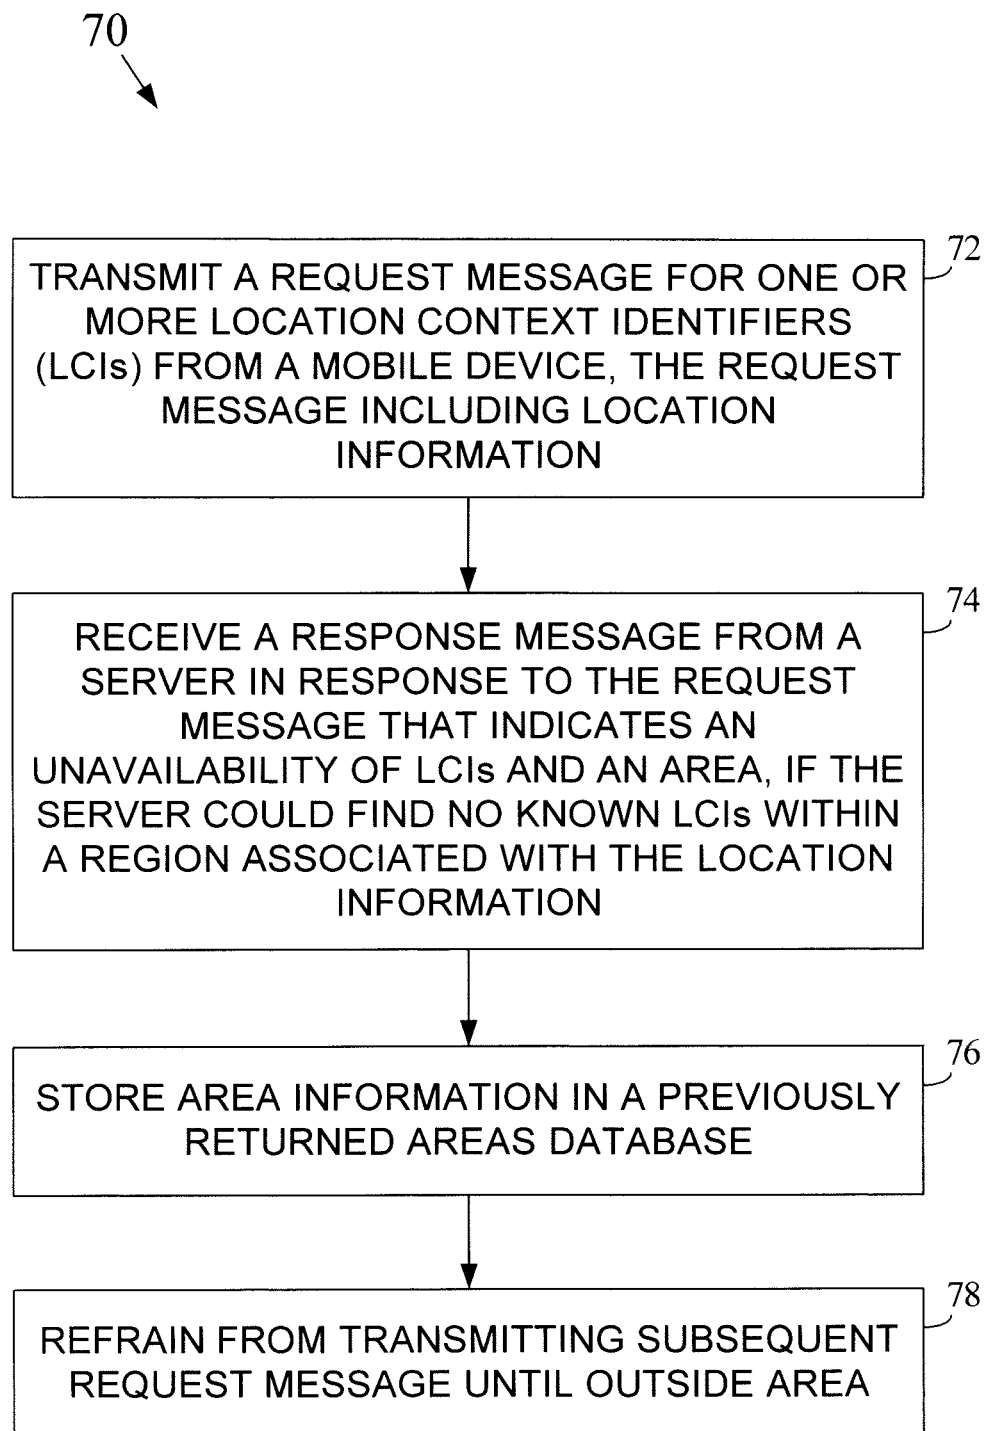 70
72
TRANSMIT A REQUEST MESSAGE FOR ONE OR
MORE LOCATION CONTEXT IDENTIFIERS
(LCIs) FROM A MOBILE DEVICE, THE REQUEST
MESSAGE INCLUDING LOCATION
INFORMATION
74
RECEIVE A RESPONSE MESSAGE FROM A
SERVER IN RESPONSE TO THE REQUEST
MESSAGE THAT INDICATES AN
UNAVAILABILITY OF LCIs AND AN AREA, IF THE
SERVER COULD FIND NO KNOWN LCIs WITHIN
A REGION ASSOCIATED WITH THE LOCATION
INFORMATION
76
STORE AREA INFORMATION IN A PREVIOUSLY
RETURNED AREAS DATABASE
78
REFRAIN FROM TRANSMITTING SUBSEQUENT
REQUEST MESSAGE UNTIL OUTSIDE AREA